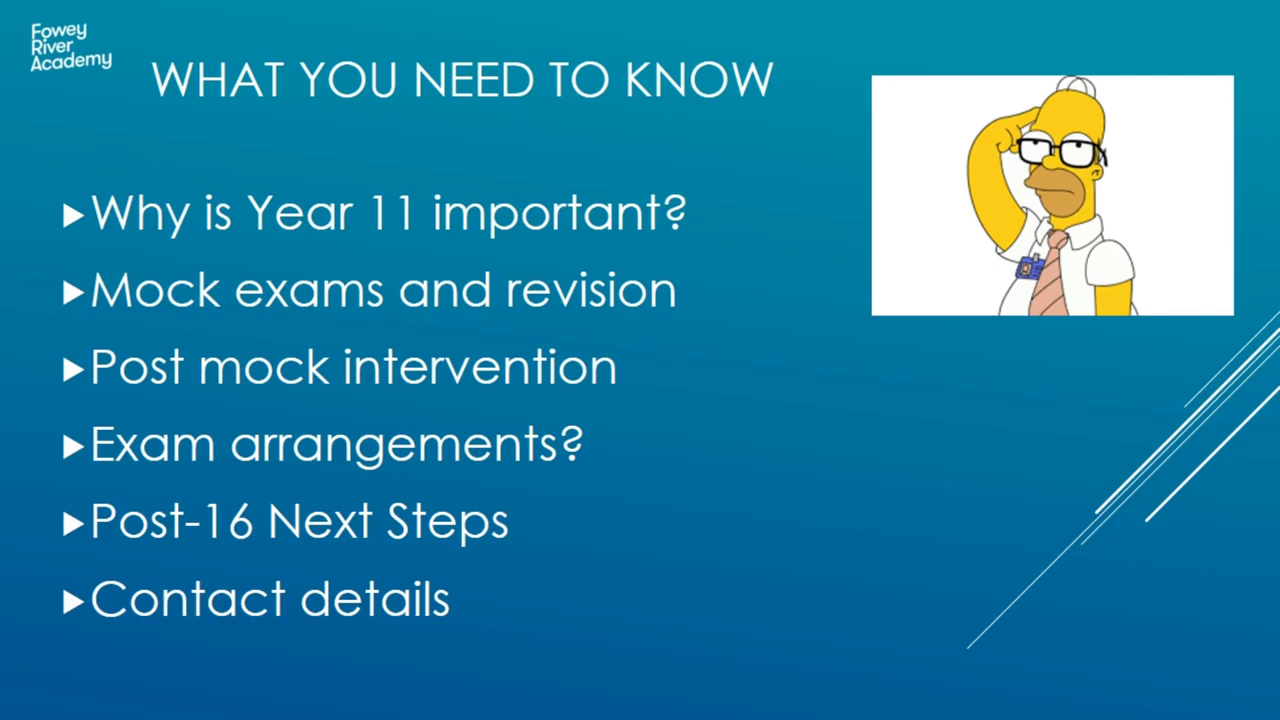 Fowey
River
Academy
WHAT YOU NEED TO KNOW
Why is Year 11 important?
Mock exams and revision
Post mock intervention
Exam arrangements?
Post-16 Next Steps
Contact details